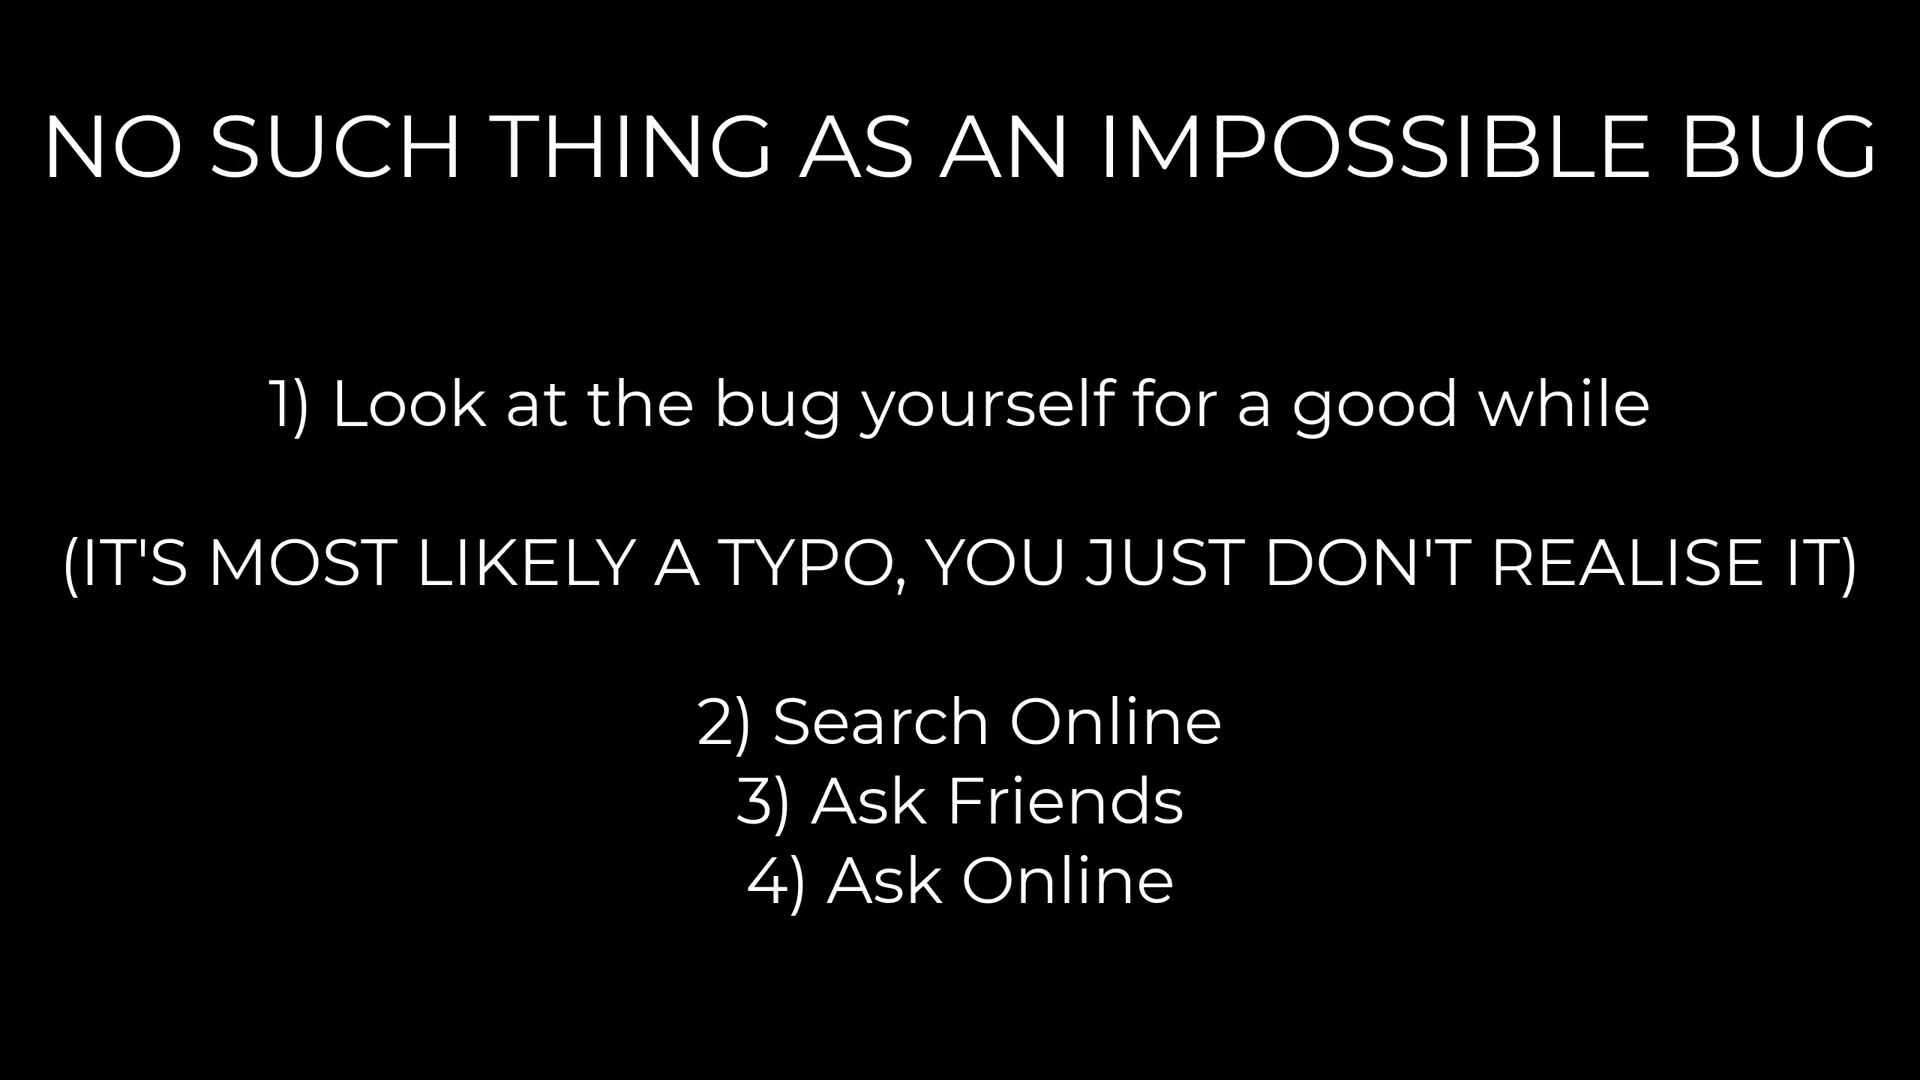 NO SUCH THING AS AN IMPOSSIBLE BUG
1) Look at the bug yourself for a good while
(IT'S MOST LIKELY A TYPO, YOU JUST DON'T REALISE IT)
2) Search Online
3) Ask Friends
4) Ask Online